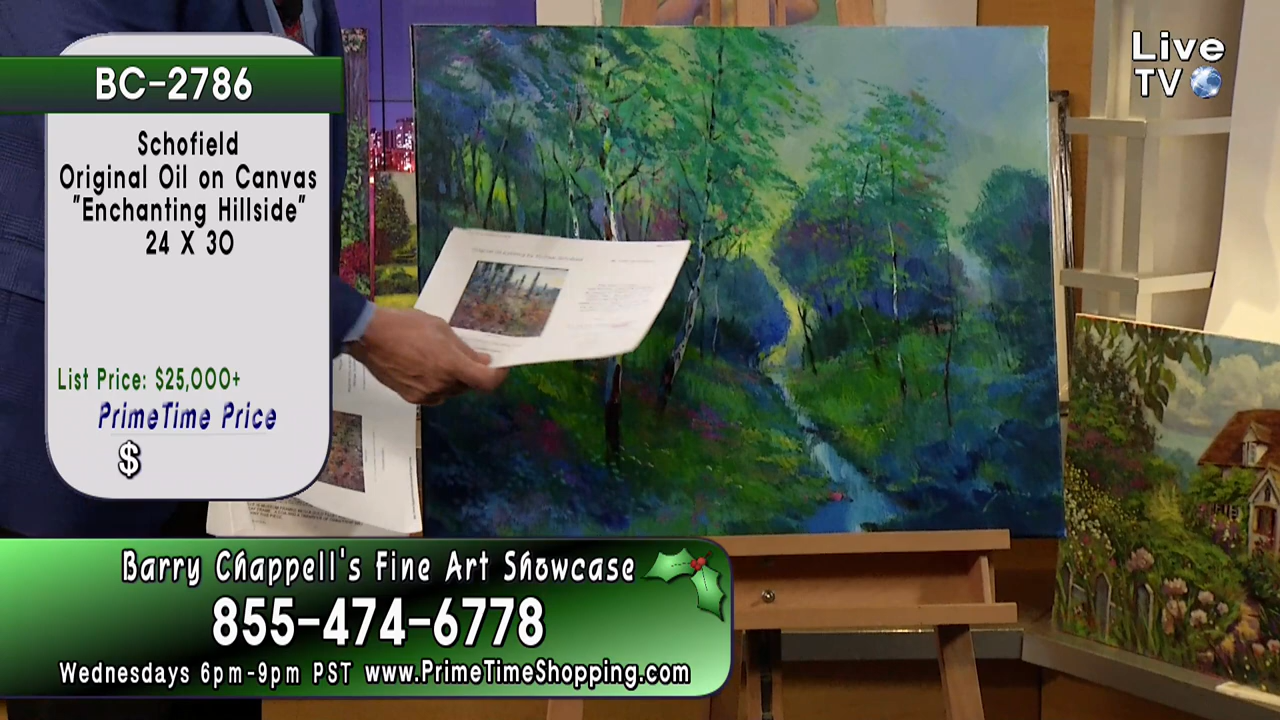 BC-2786
Schofield
Original Oil on Canvas
"Enchanting Hillside"
24 X 30
List Price: $25,000+
PrimeTime Price
$
Live
TV
Barry Chappell's Fine Art Showcase
855-474-6778
Wednesdays 6pm-9pm PST www.PrimeTimeShopping.com